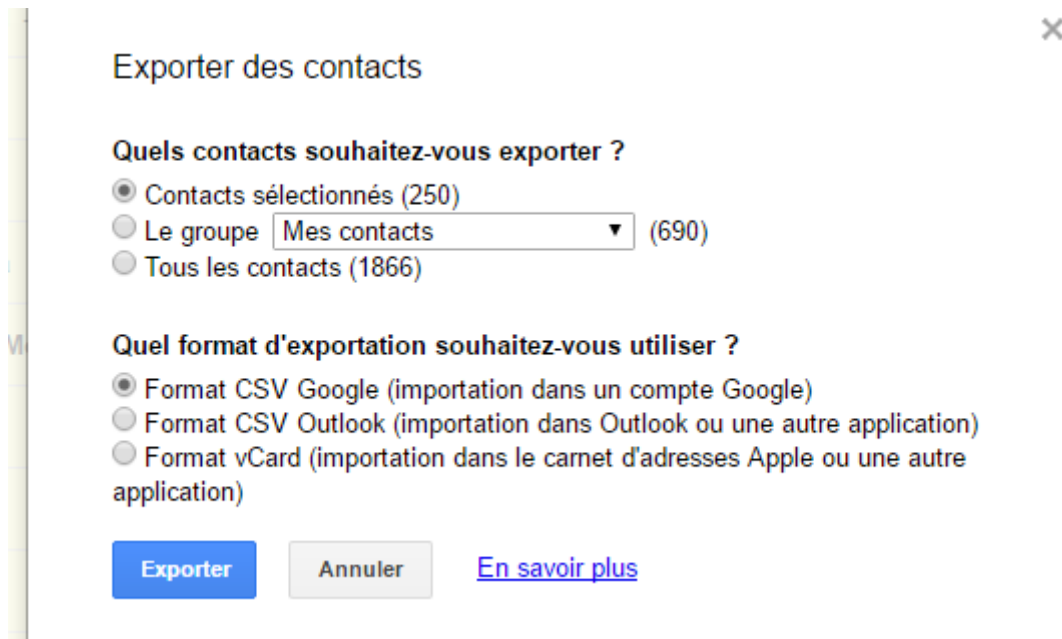 Exporter des contacts
Quels contacts souhaitez-vous exporter ?
Contacts sélectionnés (250)
Le groupe Mes contacts (690)
Tous les contacts (1866)
Quel format d'exportation souhaitez-vous utiliser ?
Format CSV Google (importation dans un compte Google)
Format CSV Outlook (importation dans Outlook ou une autre application)
Format vCard (importation dans le carnet d'adresses Apple ou une autre
application)
Exporter Annuler En savoir plus